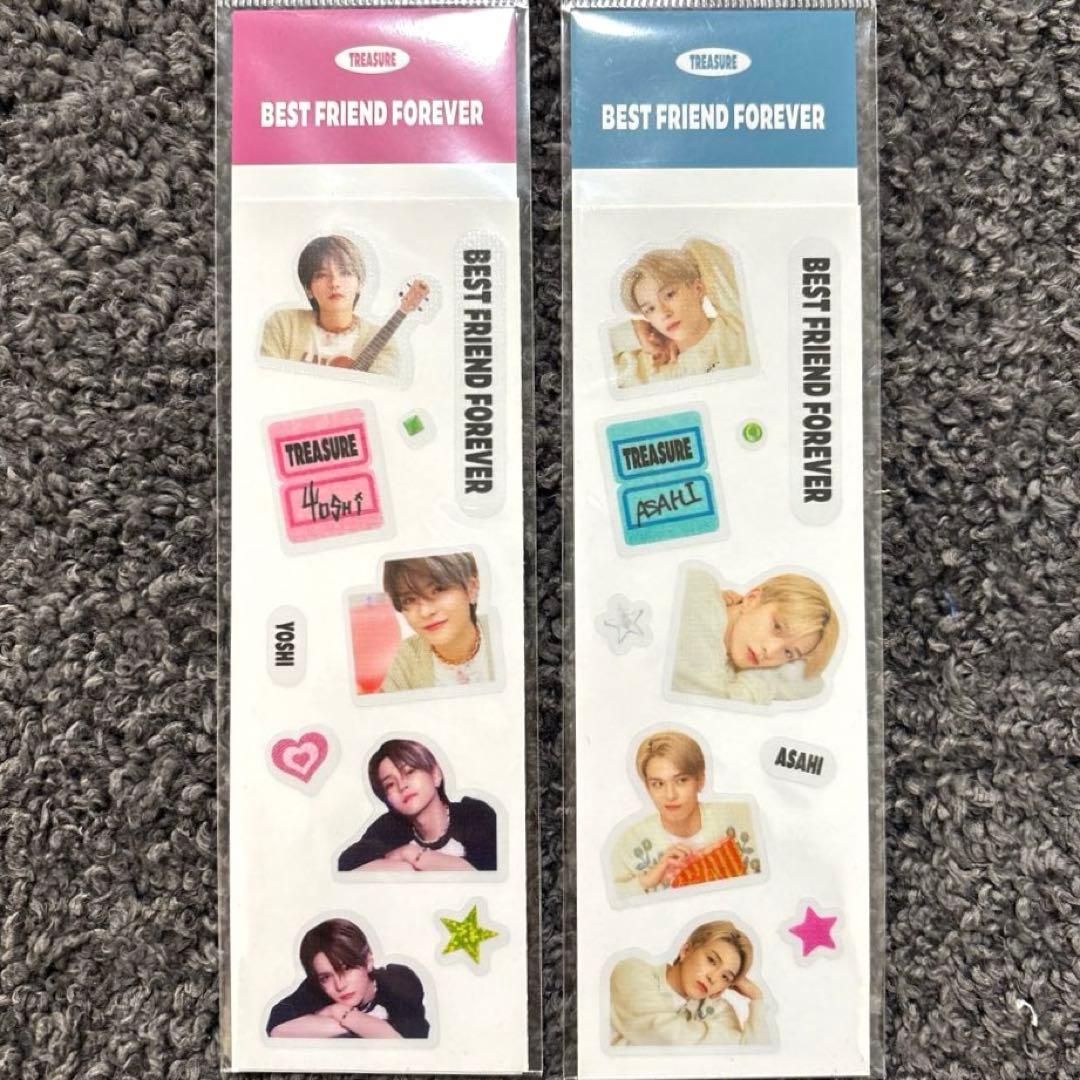 TREASURE
BEST FRIEND FOREVER
BEST FRIEND FOREVER
TREASURE
YOSHI
YOSHI
TREASURE
BEST FRIEND FOREVER
BEST FRIEND FOREVER
TREASURE
ASAHI
ASAHI